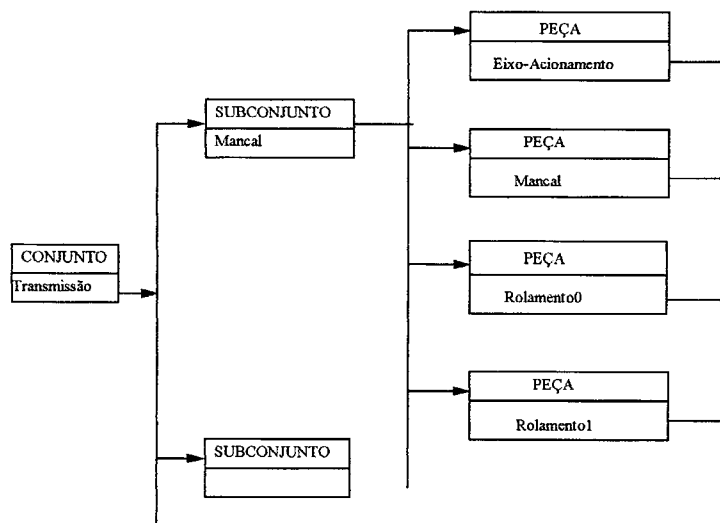 PEÇA
Eixo-Acionamento
SUBCONJUNTO
Mancal
PEÇA
Mancal
CONJUNTO
Transmissão
PEÇA
Rolamento0
PEÇA
Rolamento1
SUBCONJUNTO